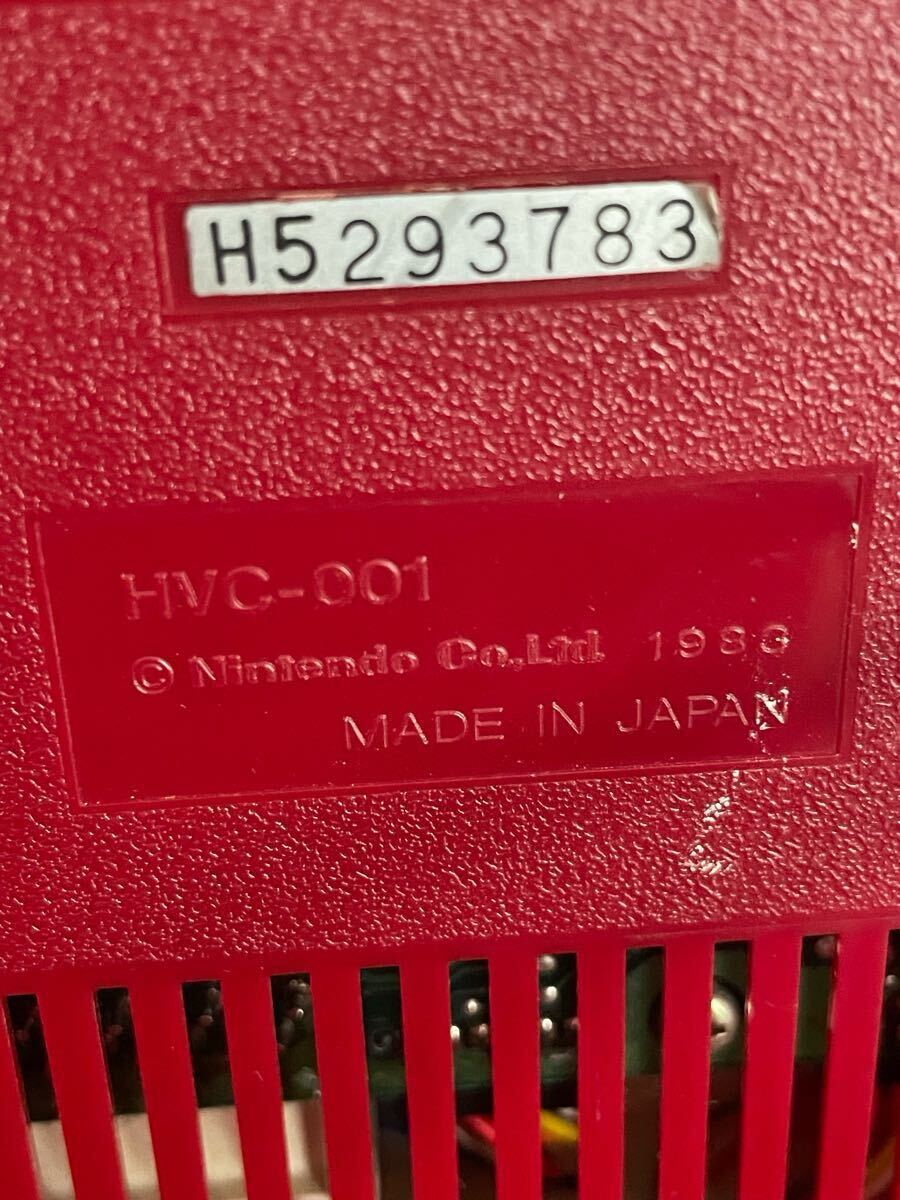 H5293783
HVC-001
© Nintendo Co.,Ltd. 1983
MADE IN JAPAN